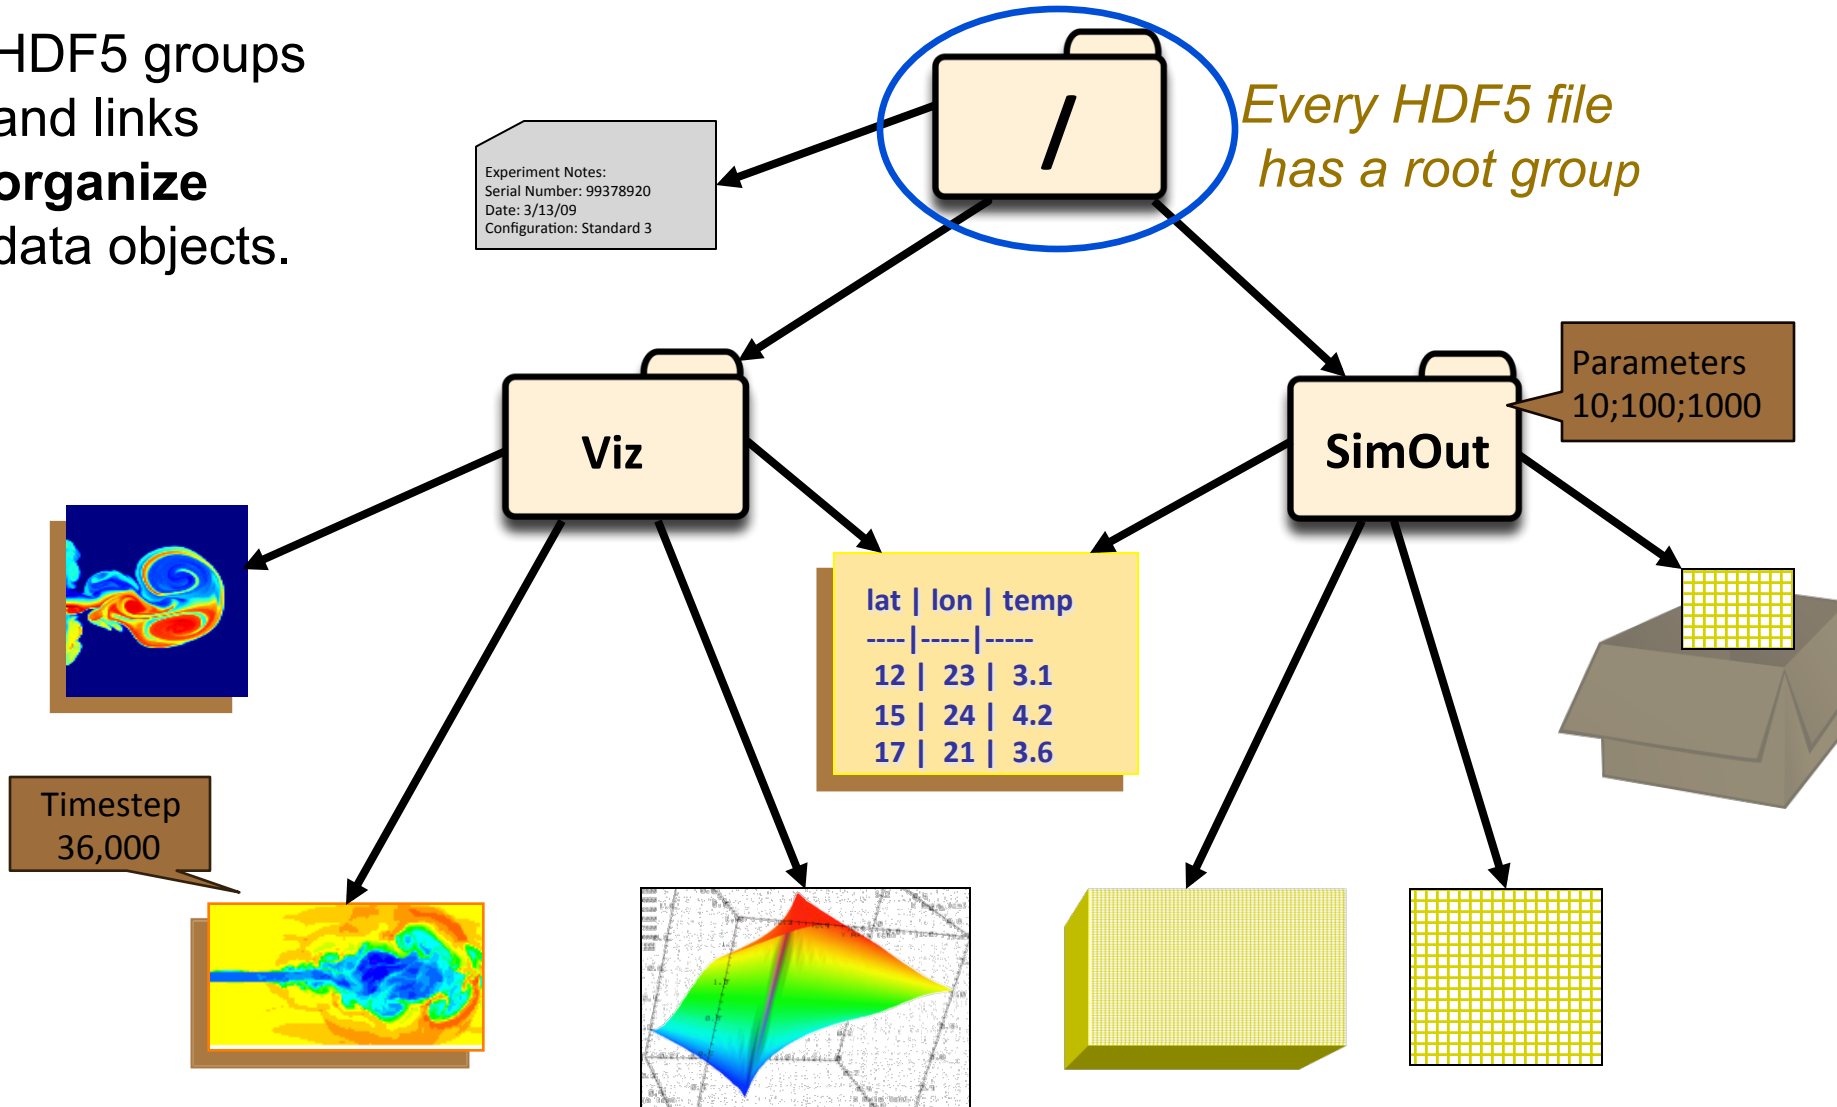 HDF5 groups
and links
organize
data objects.
/
Every HDF5 file
has a root group
Experiment Notes:
Serial Number: 99378920
Date: 3/13/09
Configuration: Standard 3
Viz
SimOut
Parameters
10;100;1000
lat | lon | temp
----|-----|-----
12 | 23 | 3.1
15 | 24 | 4.2
17 | 21 | 3.6
Timestep
36,000